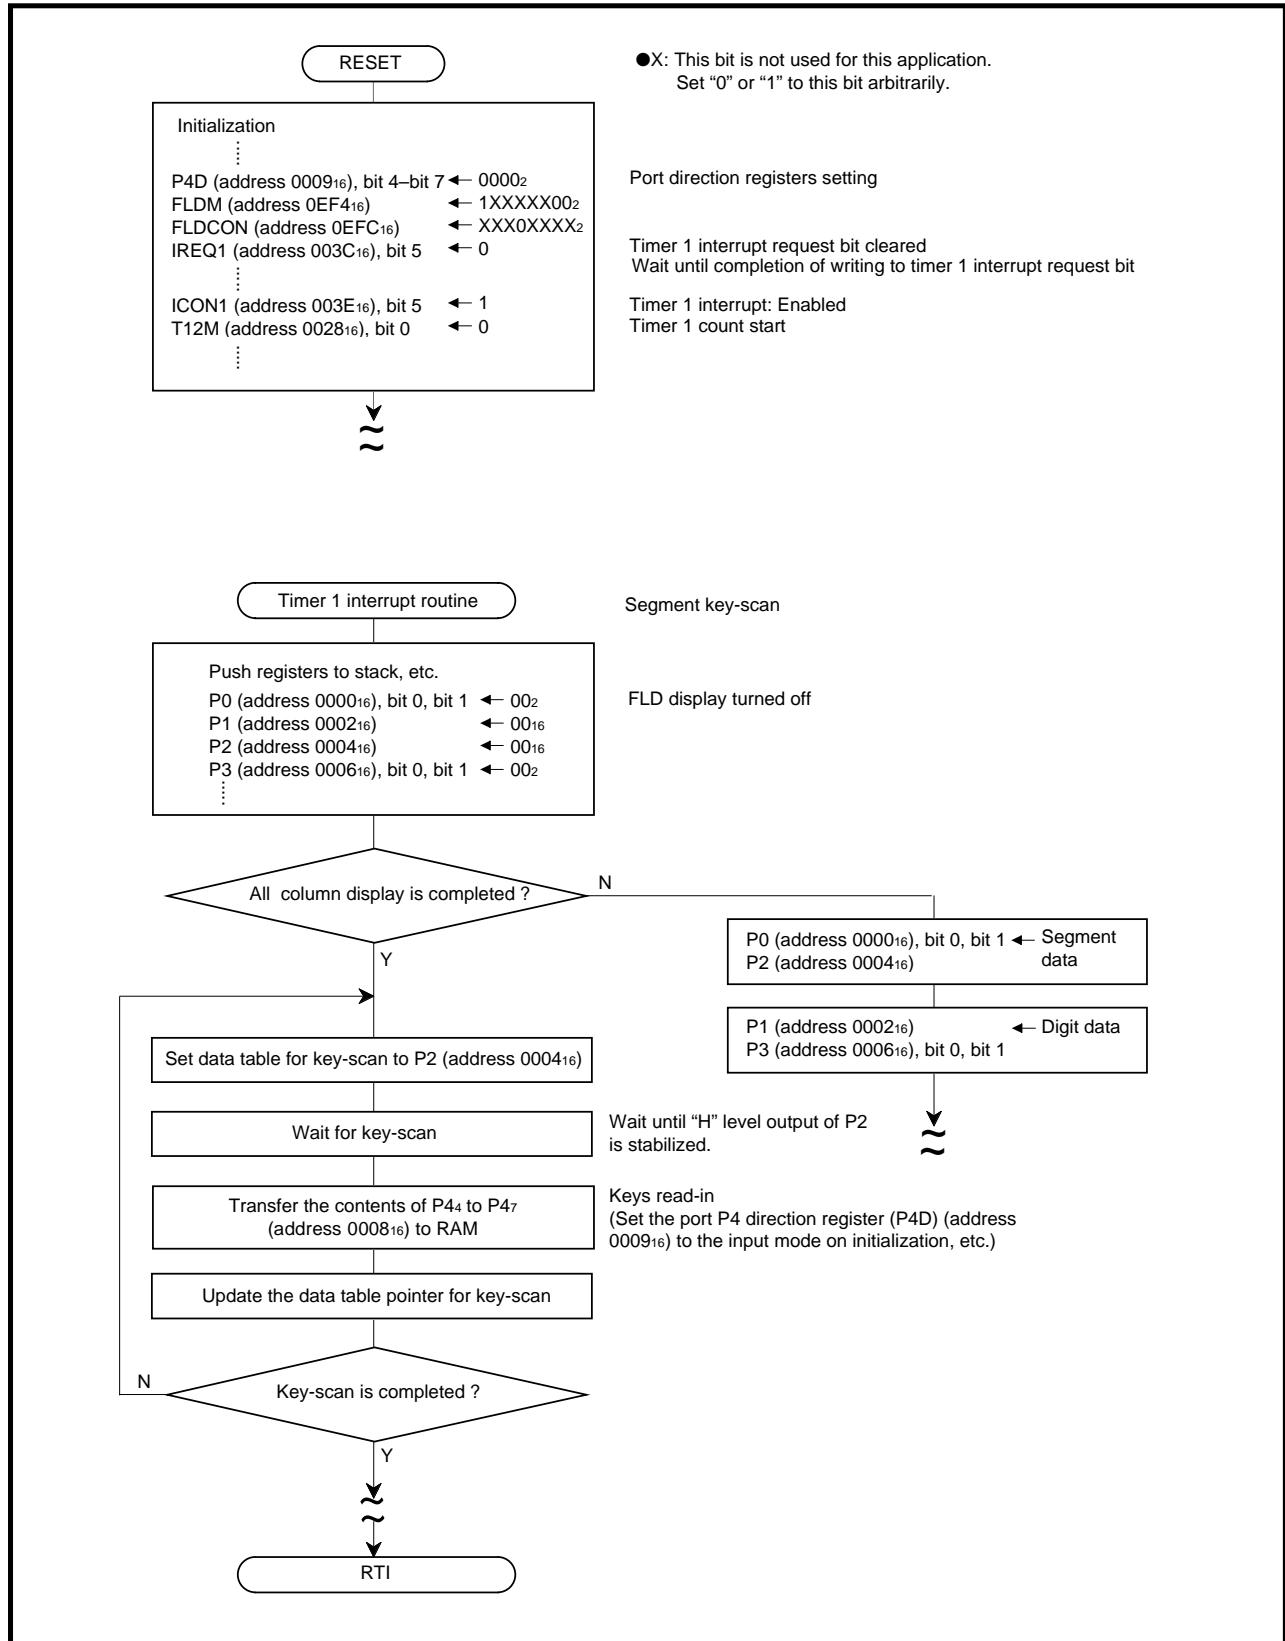 RESET
●X: This bit is not used for this application.
Set “0” or “1” to this bit arbitrarily.
Initialization
P4D (address 000916), bit 4–bit 7 ← 00002
Port direction registers setting
FLDM (address 0EF416) ← 1XXXXX002
FLDCON (address 0EFC16) ← XXX0XXXX2
IREQ1 (address 003C16), bit 5 ← 0
Timer 1 interrupt request bit cleared
Wait until completion of writing to timer 1 interrupt request bit
ICON1 (address 003E16), bit 5 ← 1
Timer 1 interrupt: Enabled
T12M (address 002816), bit 0 ← 0
Timer 1 count start
Timer 1 interrupt routine
Segment key-scan
Push registers to stack, etc.
P0 (address 000016), bit 0, bit 1 ← 002
FLD display turned off
P1 (address 000216) ← 0016
P2 (address 000416) ← 0016
P3 (address 000616), bit 0, bit 1 ← 002
All column display is completed ?
N
Y
P0 (address 000016), bit 0, bit 1 ← Segment
P2 (address 000416) data
P1 (address 000216) ← Digit data
P3 (address 000616), bit 0, bit 1
Set data table for key-scan to P2 (address 000416)
Wait for key-scan
Wait until “H” level output of P2
is stabilized.
Transfer the contents of P44 to P47
(address 000816) to RAM
Keys read-in
(Set the port P4 direction register (P4D) (address
000916) to the input mode on initialization, etc.)
Update the data table pointer for key-scan
N
Key-scan is completed ?
Y
RTI